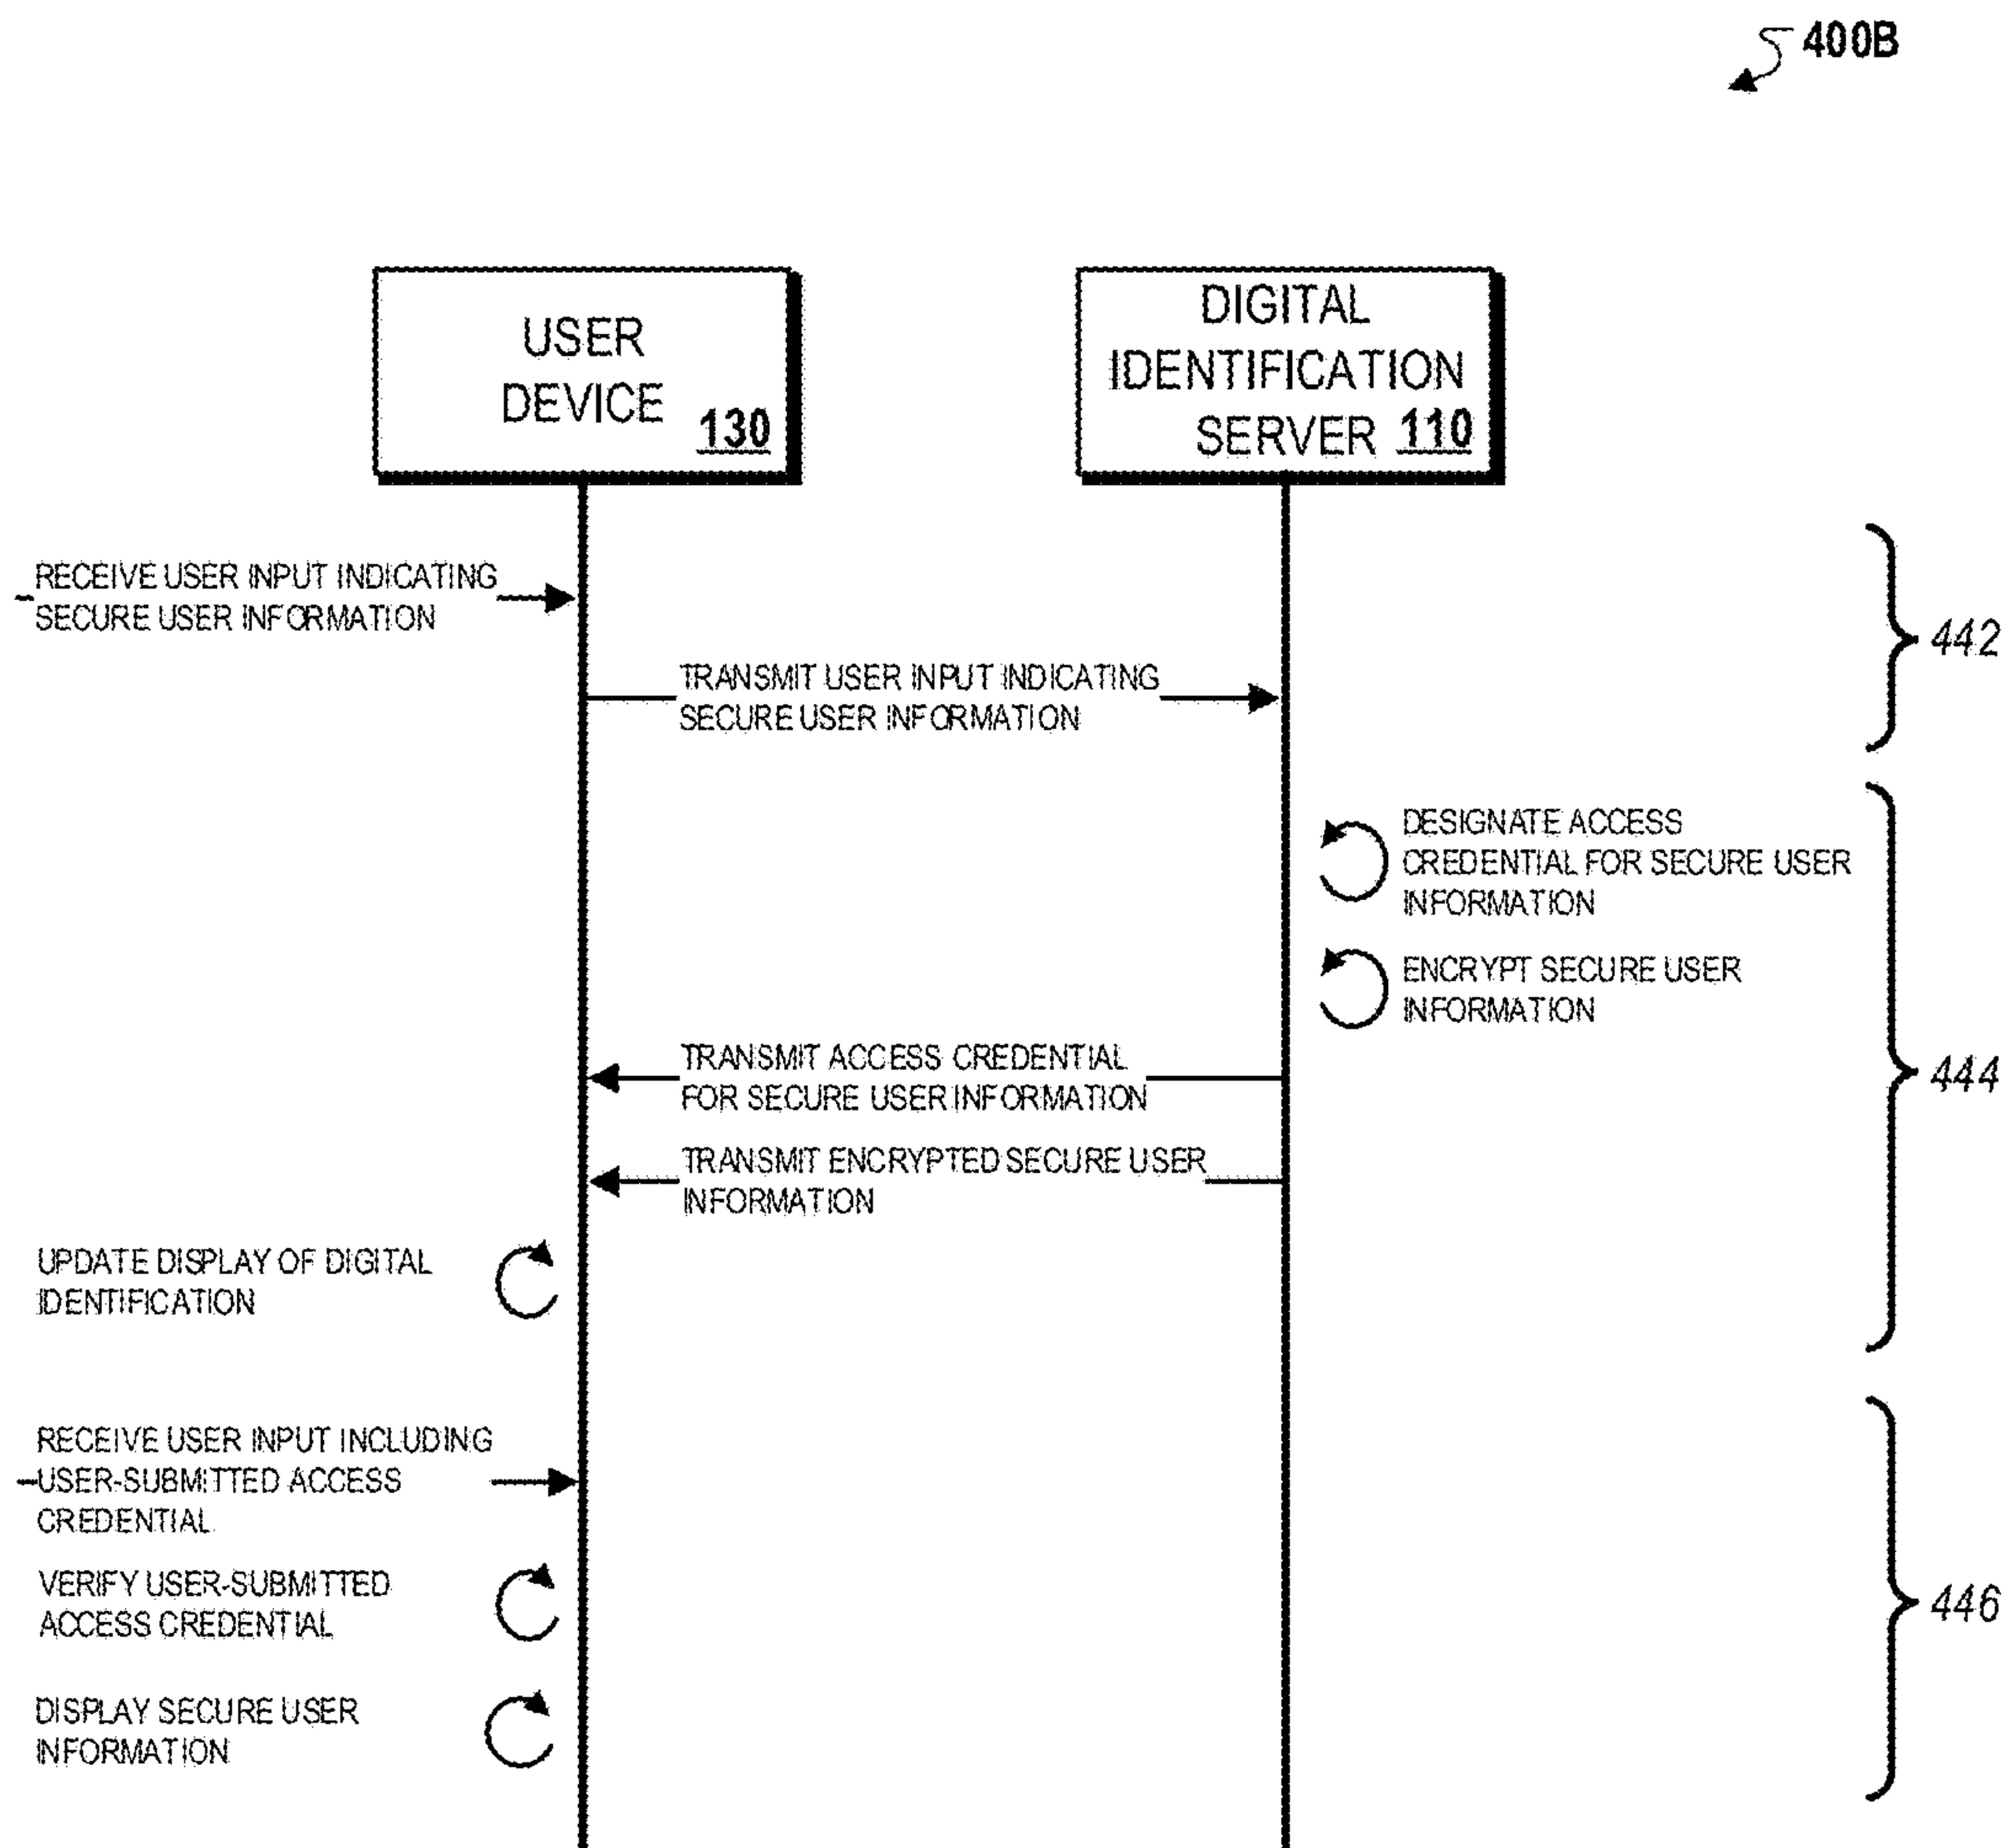 400B
USER
DEVICE 130
DIGITAL
IDENTIFICATION
SERVER 110
RECEIVE USER INPUT INDICATING
SECURE USER INFORMATION
442
TRANSMIT USER INPUT INDICATING
SECURE USER INFORMATION
DESIGNATE ACCESS
CREDENTIAL FOR SECURE USER
INFORMATION
ENCRYPT SECURE USER
INFORMATION
444
TRANSMIT ACCESS CREDENTIAL
FOR SECURE USER INFORMATION
TRANSMIT ENCRYPTED SECURE USER
INFORMATION
UPDATE DISPLAY OF DIGITAL
IDENTIFICATION
RECEIVE USER INPUT INCLUDING
USER-SUBMITTED ACCESS
CREDENTIAL
VERIFY USER-SUBMITTED
ACCESS CREDENTIAL
446
DISPLAY SECURE USER
INFORMATION